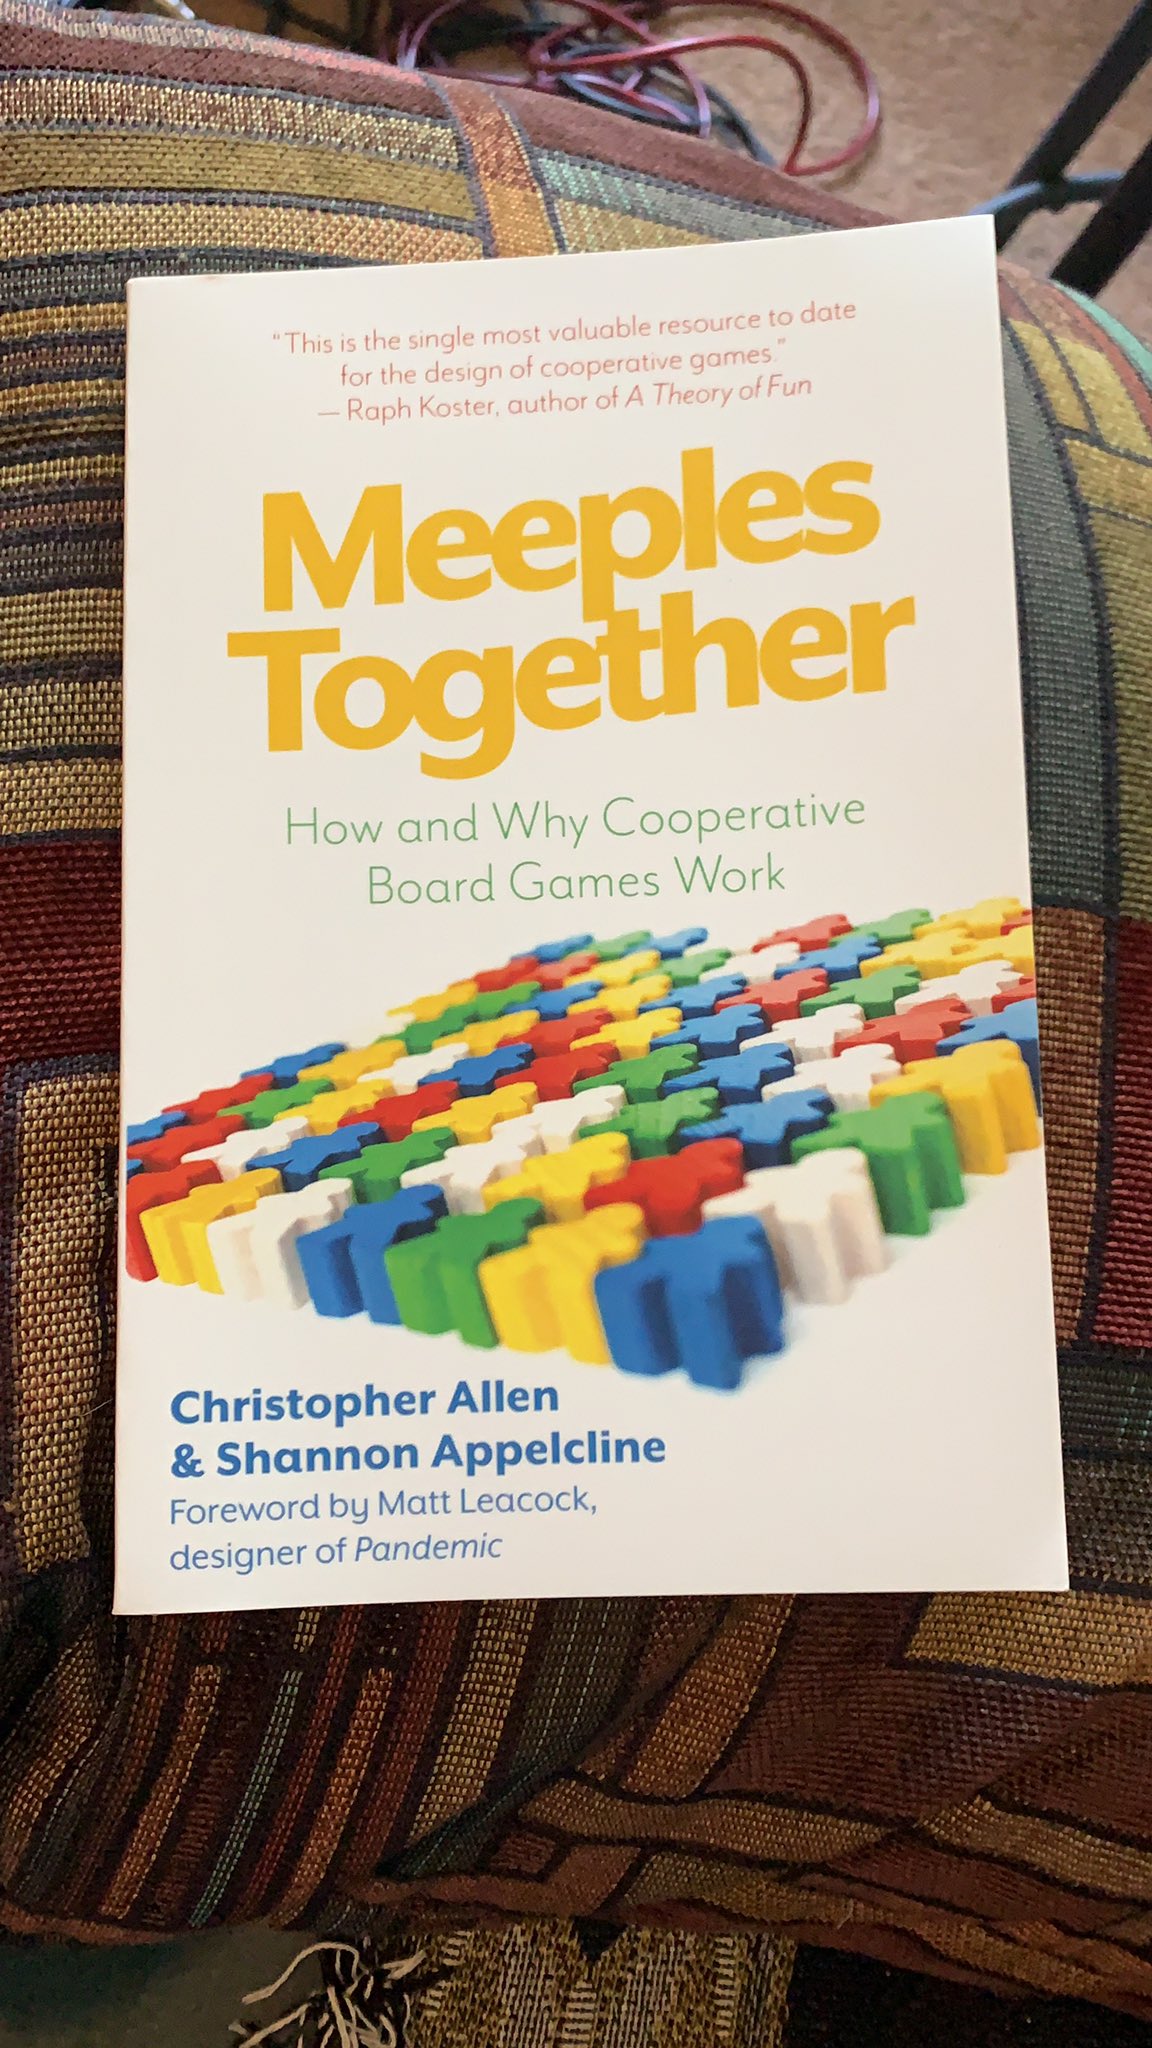 “This is the single most valuable resource to date
for the design of cooperative games.”
— Raph Koster, author of A Theory of Fun
Meeples
Together
How and Why Cooperative
Board Games Work
Christopher Allen
& Shannon Appelcline
Foreword by Matt Leacock,
designer of Pandemic